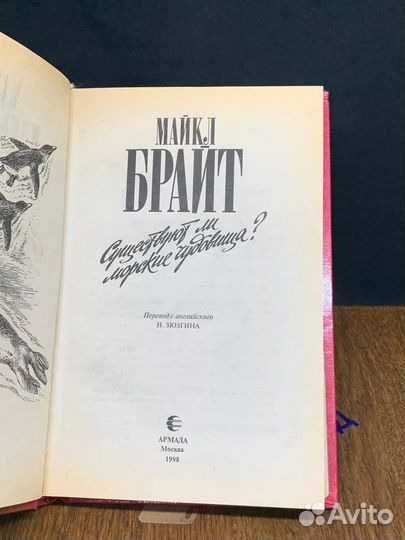 МАЙКЛ
БРАЙТ
Существуют ли
морские чудовища?
Перевод с английского
Н. ЗЮЗГИНА
АРМАДА
Москва
1998
Avito